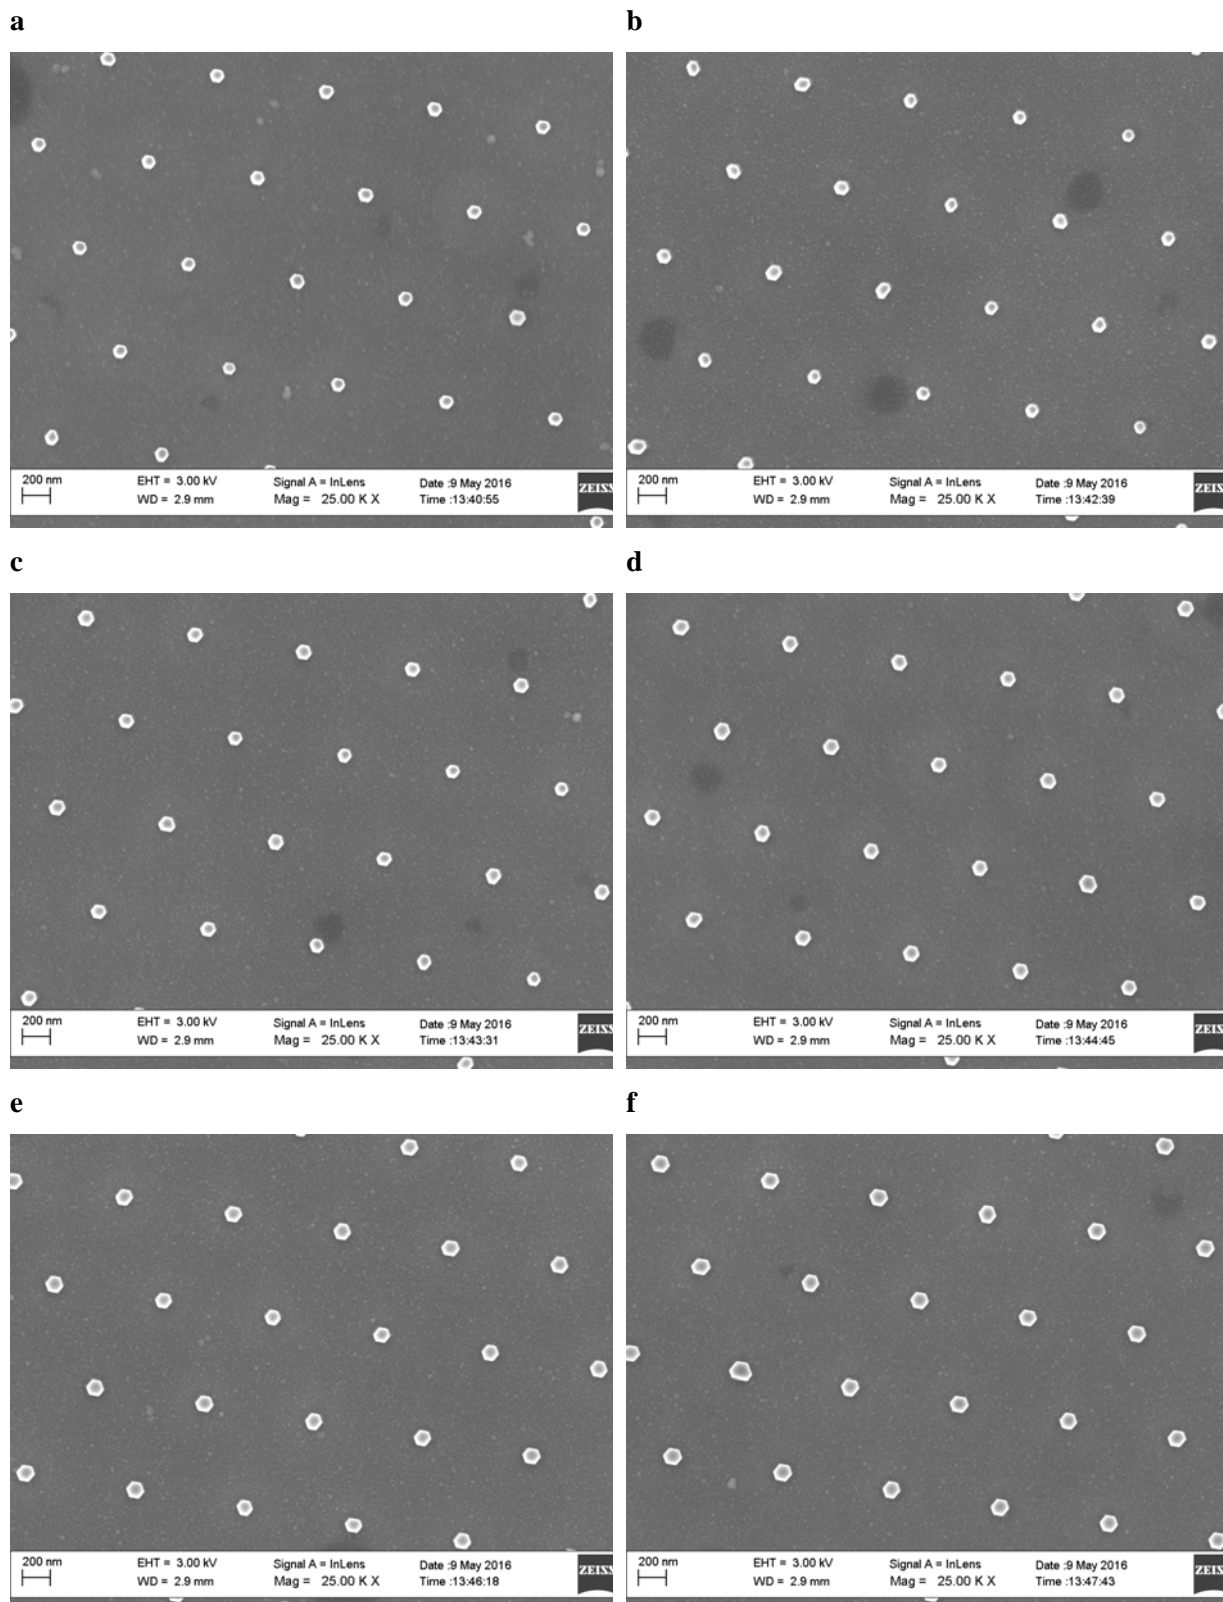 a
b
200 nm EHT = 3.00 kV Signal A = InLens Date :9 May 2016
WD = 2.9 mm Mag = 25.00 K X Time :13:40:55
ZEISS
200 nm EHT = 3.00 kV Signal A = InLens Date :9 May 2016
WD = 2.9 mm Mag = 25.00 K X Time :13:42:39
ZEISS
c
d
200 nm EHT = 3.00 kV Signal A = InLens Date :9 May 2016
WD = 2.9 mm Mag = 25.00 K X Time :13:43:31
ZEISS
200 nm EHT = 3.00 kV Signal A = InLens Date :9 May 2016
WD = 2.9 mm Mag = 25.00 K X Time :13:44:45
ZEISS
e
f
200 nm EHT = 3.00 kV Signal A = InLens Date :9 May 2016
WD = 2.9 mm Mag = 25.00 K X Time :13:46:18
ZEISS
200 nm EHT = 3.00 kV Signal A = InLens Date :9 May 2016
WD = 2.9 mm Mag = 25.00 K X Time :13:47:43
ZEISS